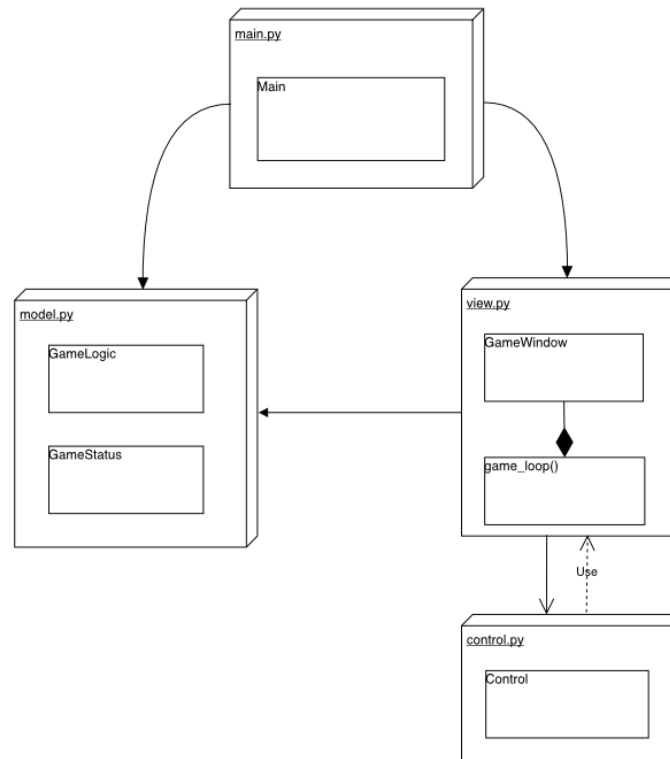 main.py
Main
model.py
GameLogic
GameStatus
view.py
GameWindow
game_loop()
Use
control.py
Control